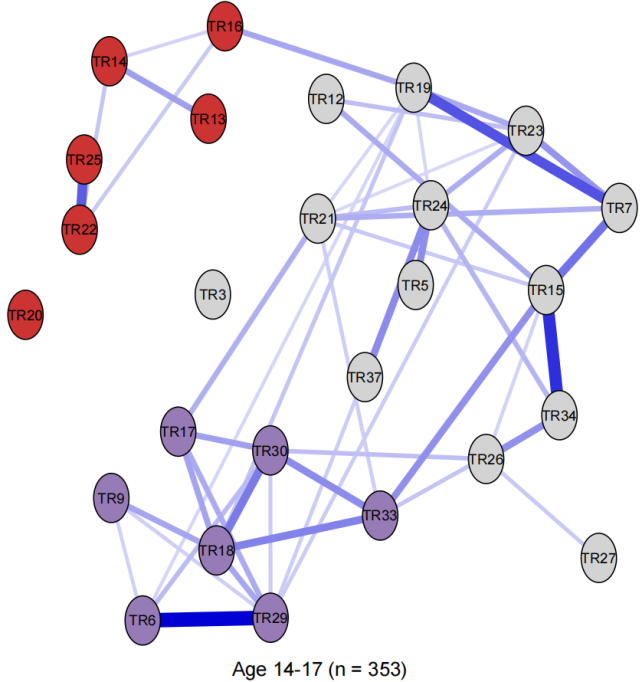 TR16
TR14
TR19
TR12
TR13
TR23
TR25
TR24
TR7
TR21
TR22
TR5
TR15
TR3
TR20
TR37
TR34
TR17
TR30
TR26
TR9
TR33
TR18
TR27
TR6
TR29
Age 14-17 (n = 353)